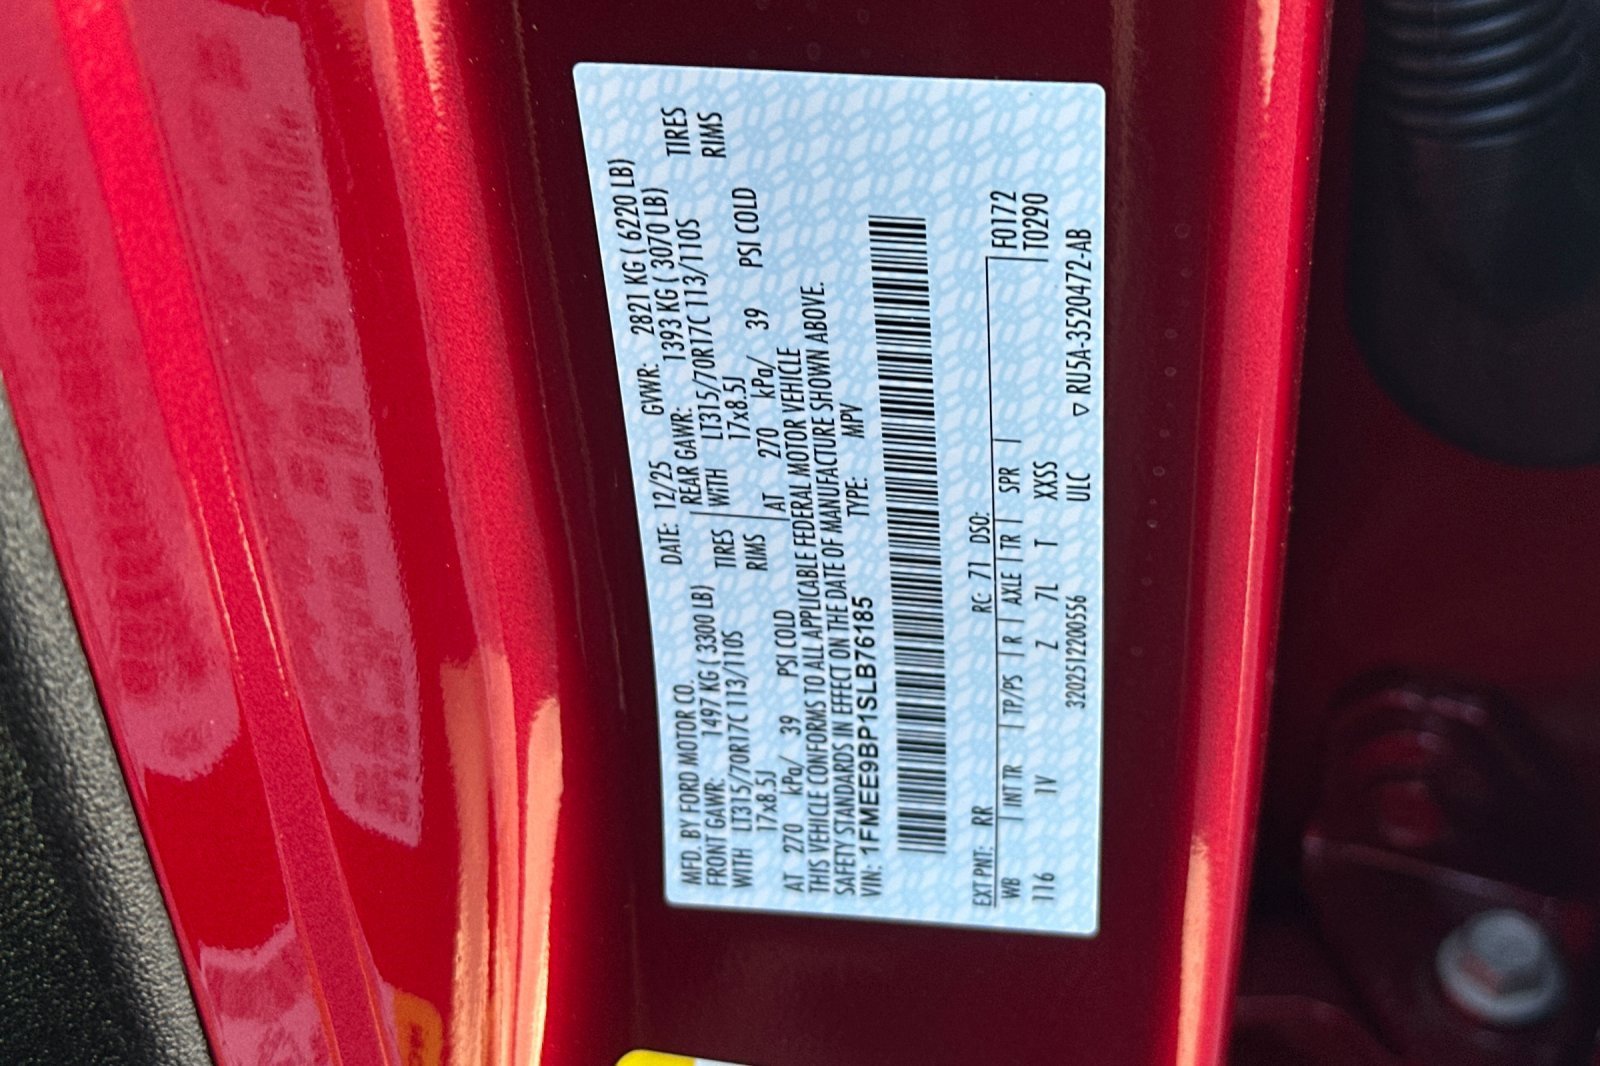 MFD. BY FORD MOTOR CO.
DATE: 12/25 GVWR: 2821 KG ( 6220 LB)
FRONT GAWR: 1497 KG ( 3300 LB) REAR GAWR: 1393 KG ( 3070 LB)
WITH LT315/70R17C 113/110S TIRES WITH LT315/70R17C 113/110S TIRES
17x8.5J RIMS 17x8.5J RIMS
AT 270 kPa/ 39 PSI COLD AT 270 kPa/ 39 PSI COLD
THIS VEHICLE CONFORMS TO ALL APPLICABLE FEDERAL MOTOR VEHICLE
SAFETY STANDARDS IN EFFECT ON THE DATE OF MANUFACTURE SHOWN ABOVE.
VIN: 1FMEE9BP1SLB76185 TYPE: MPV
EXT PNT: RR RC: 71 DSO:
WB INT TR TP/PS R AXLE TR SPR F0172
116 1V Z 7L T XXSS T0290
3202512200556 ULC ▽ RU5A-3520472-AB